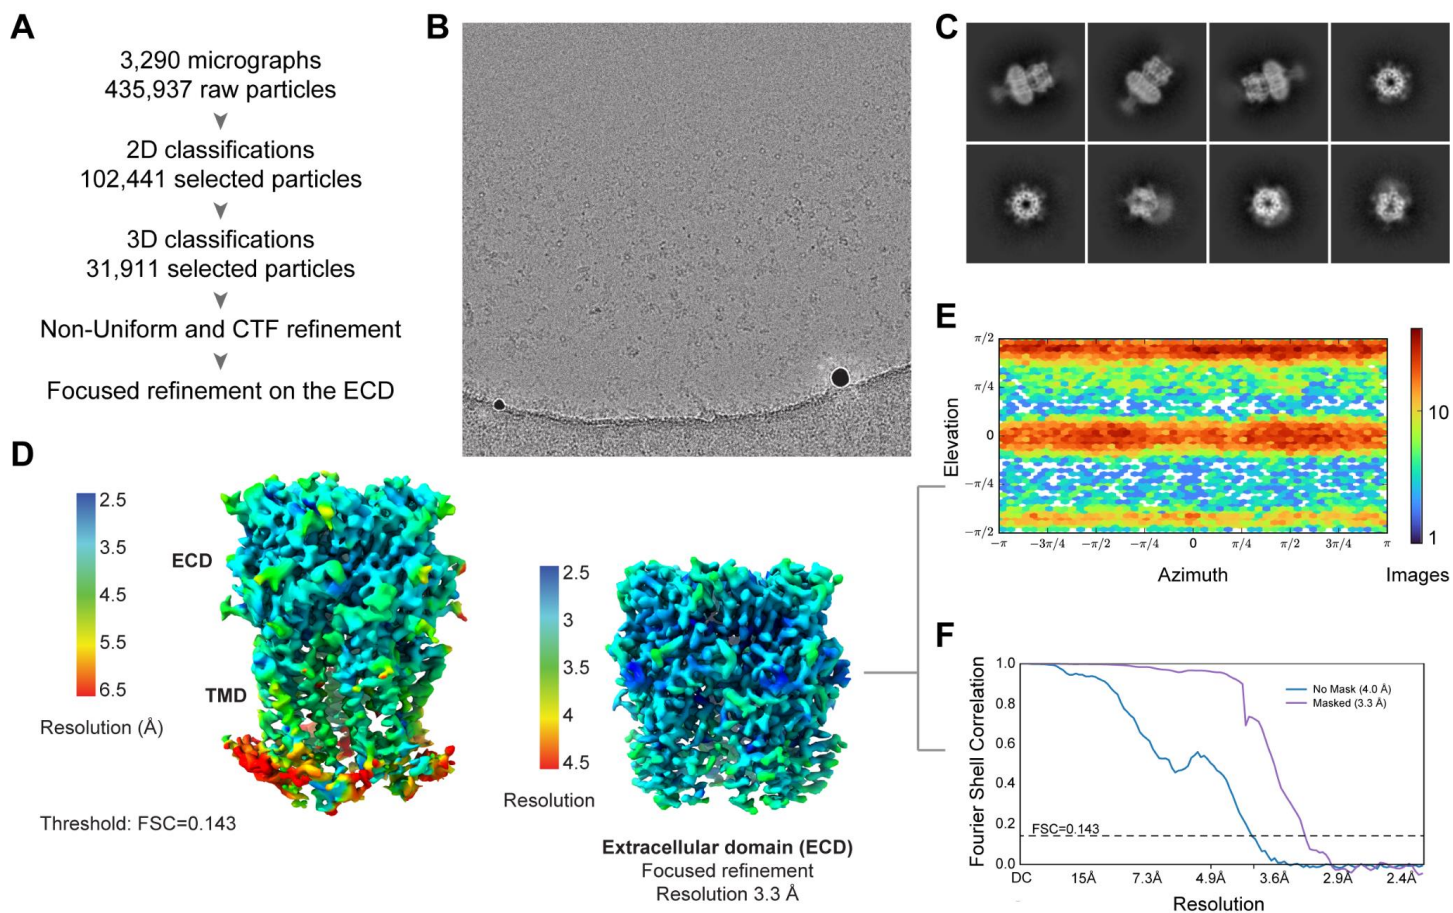 A
3,290 micrographs
435,937 raw particles
2D classifications
102,441 selected particles
3D classifications
31,911 selected particles
Non-Uniform and CTF refinement
Focused refinement on the ECD
B
C
D
2.5
3.5
4.5
5.5
6.5
Resolution (Å)
ECD
TMD
Threshold: FSC=0.143
2.5
3
3.5
4
4.5
Resolution
Extracellular domain (ECD)
Focused refinement
Resolution 3.3 Å
E
Elevation
π/2
π/4
0
−π/4
−π/2
−π −3π/4 −π/2 −π/4 0 π/4 π/2 3π/4 π
Azimuth
10
1
Images
F
Fourier Shell Correlation
1.0
0.8
0.6
0.4
0.2
0.0
No Mask (4.0 Å)
Masked (3.3 Å)
FSC=0.143
DC 15Å 7.3Å 4.9Å 3.6Å 2.9Å 2.4Å
Resolution